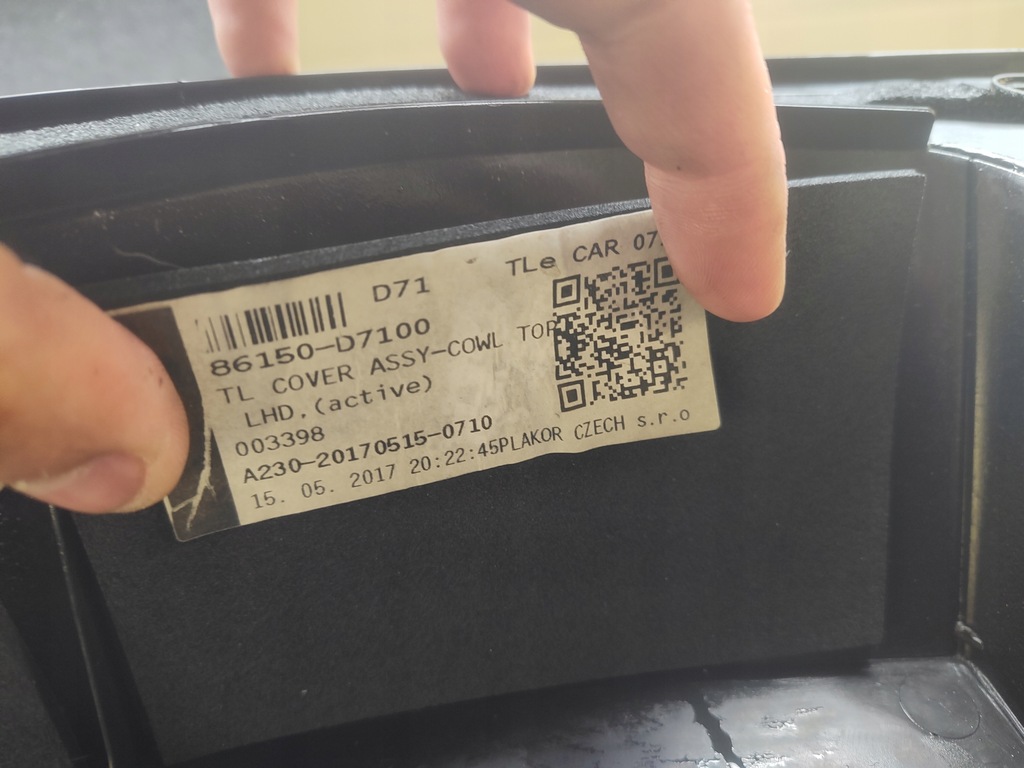 D71 TLe CAR
86150-D7100
TL COVER ASSY-COWL TOP
LHD.(active)
003398
A230-20170515-0710
15. 05. 2017 20:22:45PLAKOR CZECH s.r.o